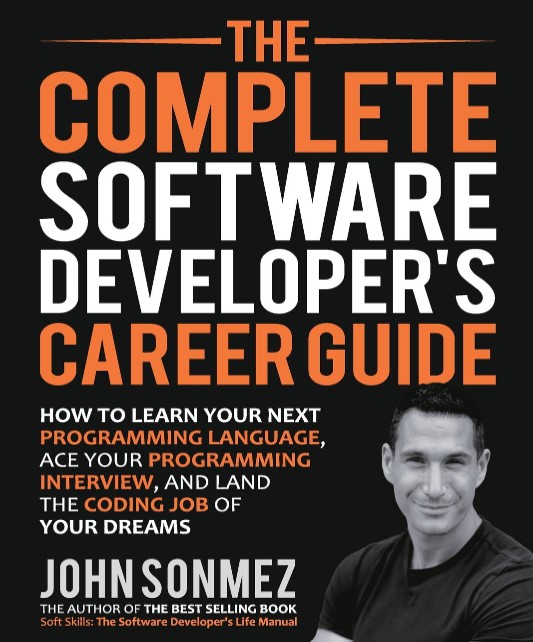 THE
COMPLETE
SOFTWARE
DEVELOPER'S
CAREER GUIDE
HOW TO LEARN YOUR NEXT
PROGRAMMING LANGUAGE,
ACE YOUR PROGRAMMING
INTERVIEW, AND LAND
THE CODING JOB OF
YOUR DREAMS
JOHN SONMEZ
THE AUTHOR OF THE BEST SELLING BOOK
Soft Skills: The Software Developer's Life Manual